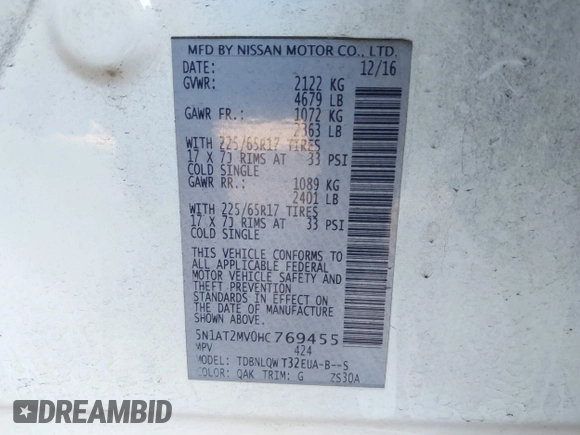 MFD BY NISSAN MOTOR CO., LTD.
DATE: 12/16
GVWR: 2122 KG
4679 LB
GAWR FR.: 1072 KG
2363 LB
WITH 225/65R17 TIRES
17 X 7J RIMS AT 33 PSI
COLD SINGLE
GAWR RR.: 1089 KG
2401 LB
WITH 225/65R17 TIRES
17 X 7J RIMS AT 33 PSI
COLD SINGLE
THIS VEHICLE CONFORMS TO
ALL APPLICABLE FEDERAL
MOTOR VEHICLE SAFETY AND
THEFT PREVENTION
STANDARDS IN EFFECT ON
THE DATE OF MANUFACTURE
SHOWN ABOVE.
5N1AT2MV0HC769455
MPV 424
MODEL: TDBNLQWT32EUA-B--S
COLOR: QAK TRIM: G 2S30A
DREAMBID
.COM